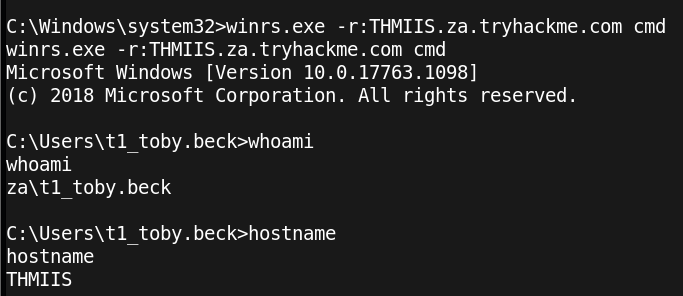 C:\Windows\system32>winrs.exe -r:THMIIS.za.tryhackme.com cmd
winrs.exe -r:THMIIS.za.tryhackme.com cmd
Microsoft Windows [Version 10.0.17763.1098]
(c) 2018 Microsoft Corporation. All rights reserved.
C:\Users\t1_toby.beck>whoami
whoami
za\t1_toby.beck
C:\Users\t1_toby.beck>hostname
hostname
THMIIS